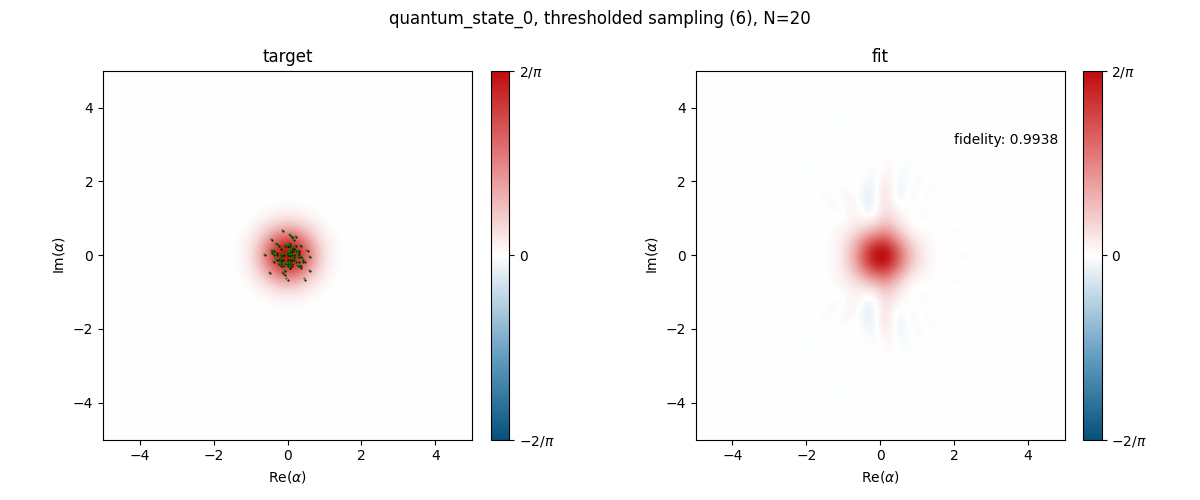 quantum_state_0, thresholded sampling (6), N=20
target
fit
4
2
0
−2
−4
−4
−2
0
2
4
Im(α)
Re(α)
2/π
0
−2/π
fidelity: 0.9938
4
2
0
−2
−4
−4
−2
0
2
4
Im(α)
Re(α)
2/π
0
−2/π